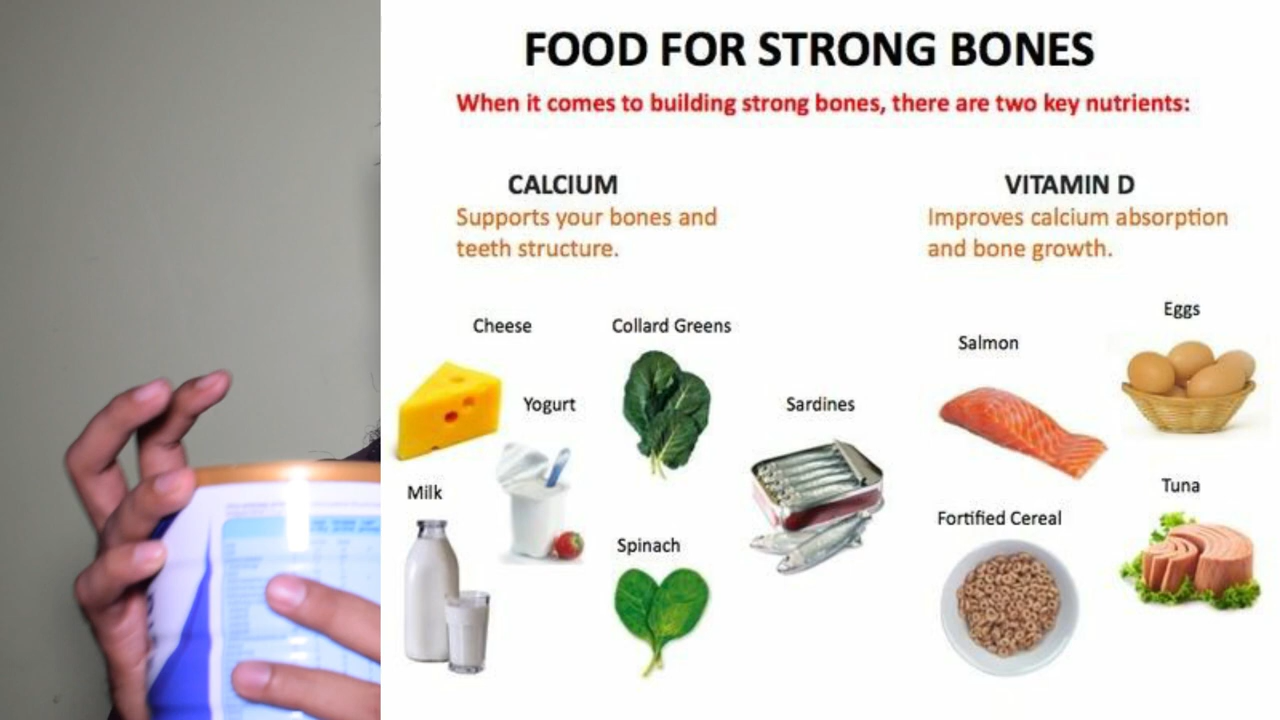 FOOD FOR STRONG BONES
When it comes to building strong bones, there are two key nutrients:
CALCIUM
Supports your bones and
teeth structure.
VITAMIN D
Improves calcium absorption
and bone growth.
Cheese
Collard Greens
Yogurt
Sardines
Milk
Spinach
Salmon
Eggs
Fortified Cereal
Tuna